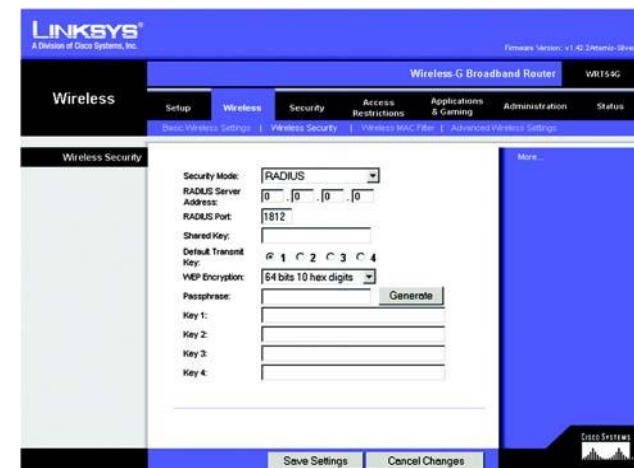 LINKSYS®
A Division of Cisco Systems, Inc.
Firmware Version: v1.42.2
Wireless-G Broadband Router WRT54G
Wireless
Setup Wireless Security Access Restrictions Applications & Gaming Administration Status
Basic Wireless Settings | Wireless Security | Wireless MAC Filter | Advanced Wireless Settings
Wireless Security
More...
Security Mode: RADIUS
RADIUS Server Address: 0 . 0 . 0 . 0
RADIUS Port: 1812
Shared Key:
Default Transmit Key: 1 2 3 4
WEP Encryption: 64 bits 10 hex digits
Passphrase: Generate
Key 1:
Key 2:
Key 3:
Key 4:
CISCO SYSTEMS
Save Settings Cancel Changes